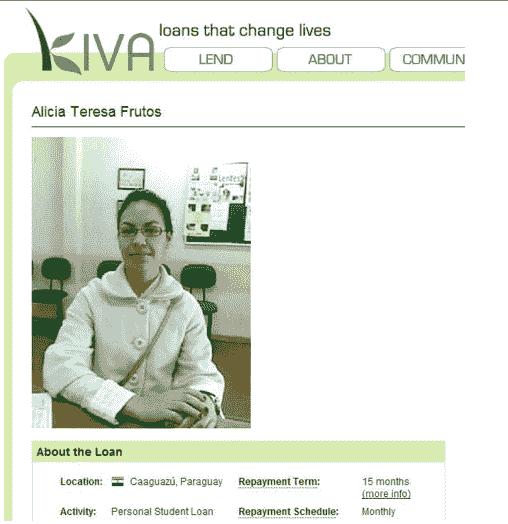 KIVA loans that change lives
LEND ABOUT COMMUN
Alicia Teresa Frutos
Lentes
About the Loan
Location: Caaguazú, Paraguay Repayment Term: 15 months
(more info)
Activity: Personal Student Loan Repayment Schedule: Monthly